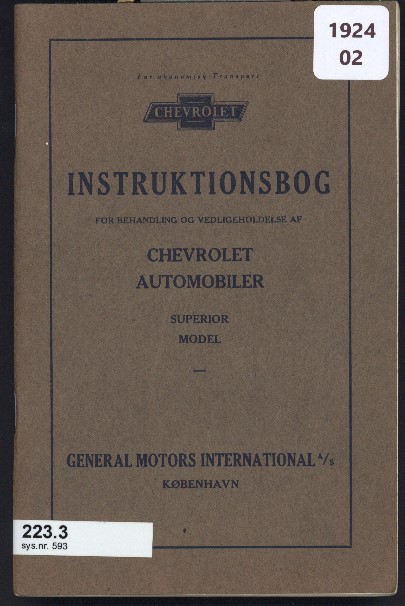 1924
02
For økonomisk Transport
CHEVROLET
INSTRUKTIONSBOG
FOR BEHANDLING OG VEDLIGEHOLDELSE AF
CHEVROLET
AUTOMOBILER
SUPERIOR
MODEL
GENERAL MOTORS INTERNATIONAL A/S
KØBENHAVN
223.3
sys.nr. 593